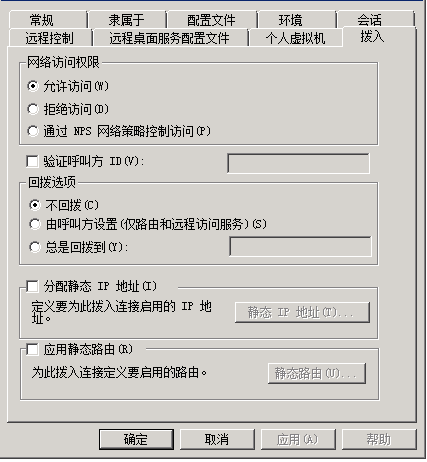 常规 隶属于 配置文件 环境 会话
远程控制 远程桌面服务配置文件 个人虚拟机 拨入
网络访问权限
允许访问(W)
拒绝访问(D)
通过 NPS 网络策略控制访问(P)
验证呼叫方 ID(V):
回拨选项
不回拨(C)
由呼叫方设置(仅路由和远程访问服务)(S)
总是回拨到(Y):
分配静态 IP 地址(I)
定义要为此拨入连接启用的 IP 地
址。
静态 IP 地址(T)...
应用静态路由(R)
为此拨入连接定义要启用的路由。
静态路由(U)...
确定 取消 应用(A) 帮助